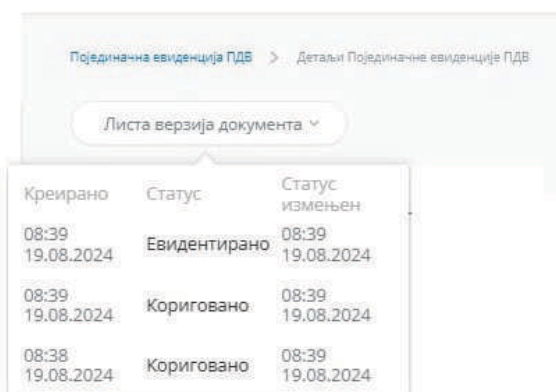 Појединачна евиденција ПДВ > Детаљи Појединачне евиденције ПДВ
Листа верзија документа
Креирано Статус Статус измењен
08:39 19.08.2024 Евидентирано 08:39 19.08.2024
08:39 19.08.2024 Кориговано 08:39 19.08.2024
08:38 19.08.2024 Кориговано 08:39 19.08.2024